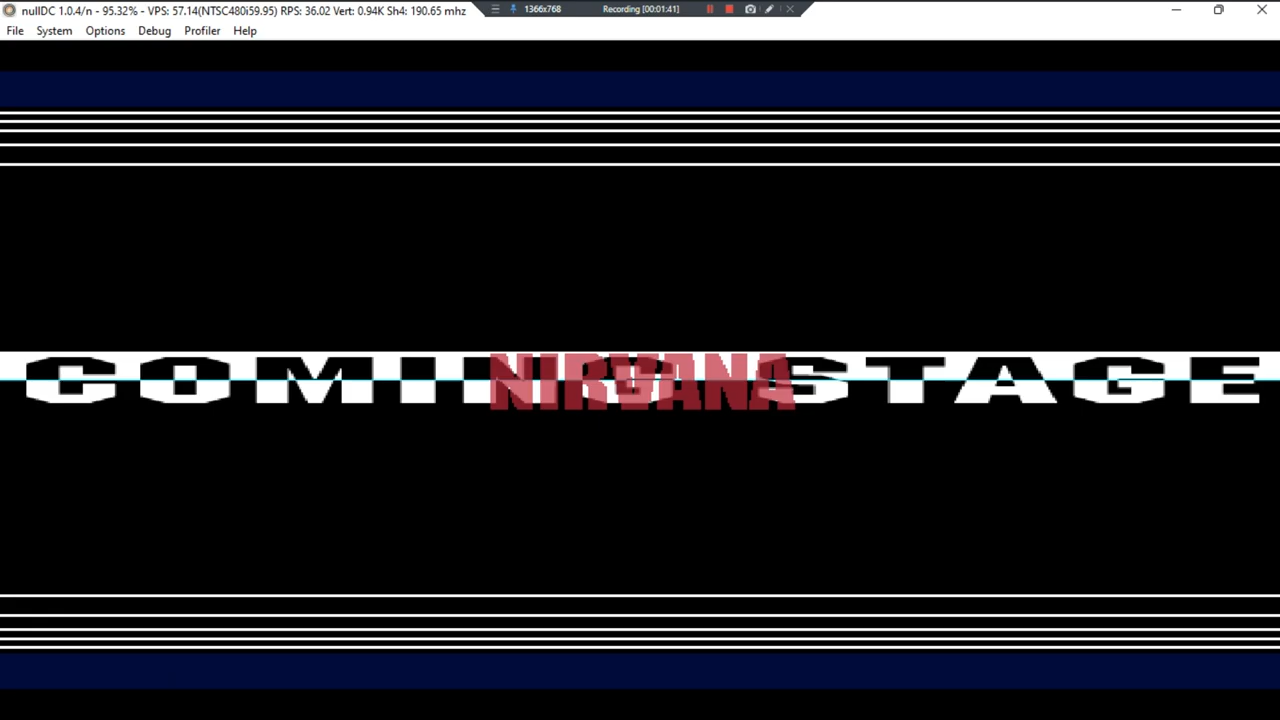 nullDC 1.0.4/n - 95.32% - VPS: 57.14(NTSC480i59.95) RPS: 36.02 Vert: 0.94K Sh4: 190.65 mhz
1366x768 Recording [00:01:41]
File System Options Debug Profiler Help
COMING STAGE
NIRVANA